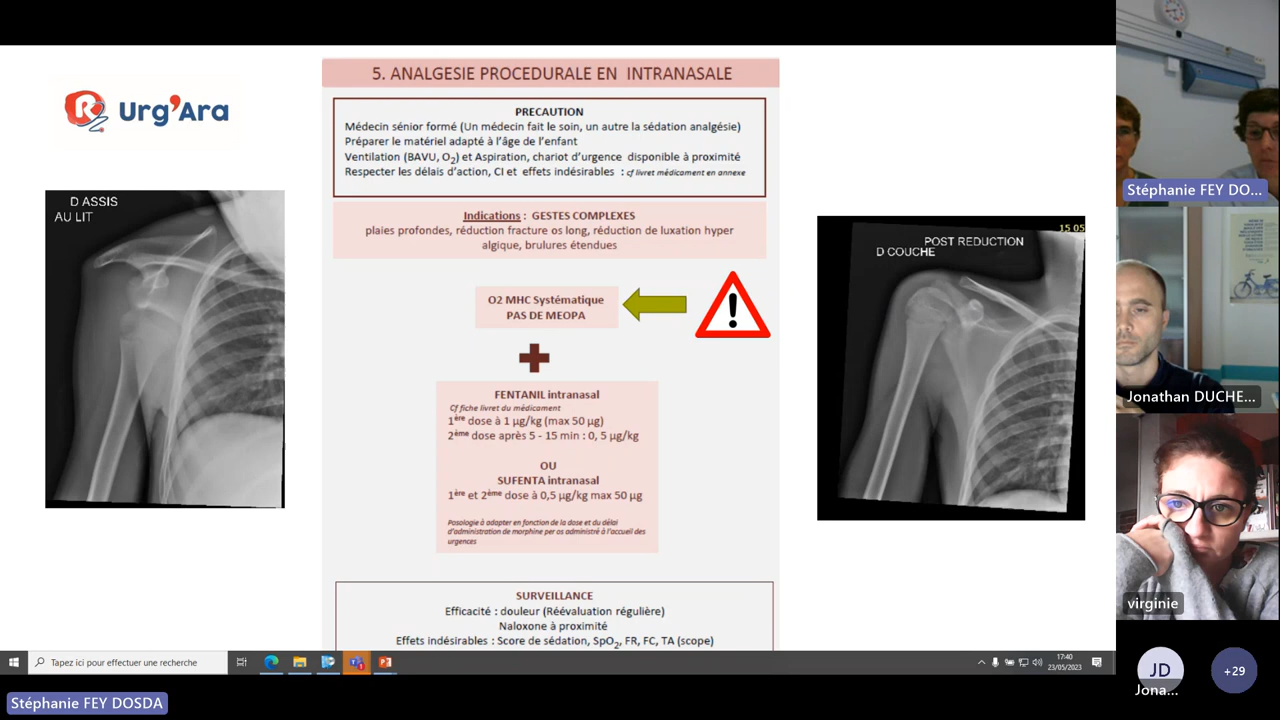 Urg'Ara
D ASSIS
AU LIT
5. ANALGESIE PROCEDURALE EN INTRANASALE
PRECAUTION
Médecin sénior formé (Un médecin fait le soin, un autre la sédation analgésie)
Préparer le matériel adapté à l'âge de l'enfant
Ventilation (BAVU, O2) et Aspiration, chariot d'urgence disponible à proximité
Respecter les délais d'action, CI et effets indésirables : cf livret médicament en annexe
Indications : GESTES COMPLEXES
plaies profondes, réduction fracture os long, réduction de luxation hyper
algique, brulures étendues
O2 MHC Systématique
PAS DE MEOPA
!
FENTANIL intranasal
Cf fiche livret du médicament
1ère dose à 1 µg/kg (max 50 µg)
2ème dose après 5 - 15 min : 0, 5 µg/kg
OU
SUFENTA intranasal
1ère et 2ème dose à 0,5 µg/kg max 50 µg
Posologie à adapter en fonction de la dose et du délai
d'administration de morphine per os administré à l'accueil des
urgences
SURVEILLANCE
Efficacité : douleur (Réévaluation régulière)
Naloxone à proximité
Effets indésirables : Score de sédation, SpO2, FR, FC, TA (scope)
15 05
POST REDUCTION
D COUCHE
Stéphanie FEY DO...
Jonathan DUCHE...
virginie
JD
Jona...
+29
Tapez ici pour effectuer une recherche
17:40
23/05/2023
Stéphanie FEY DOSDA